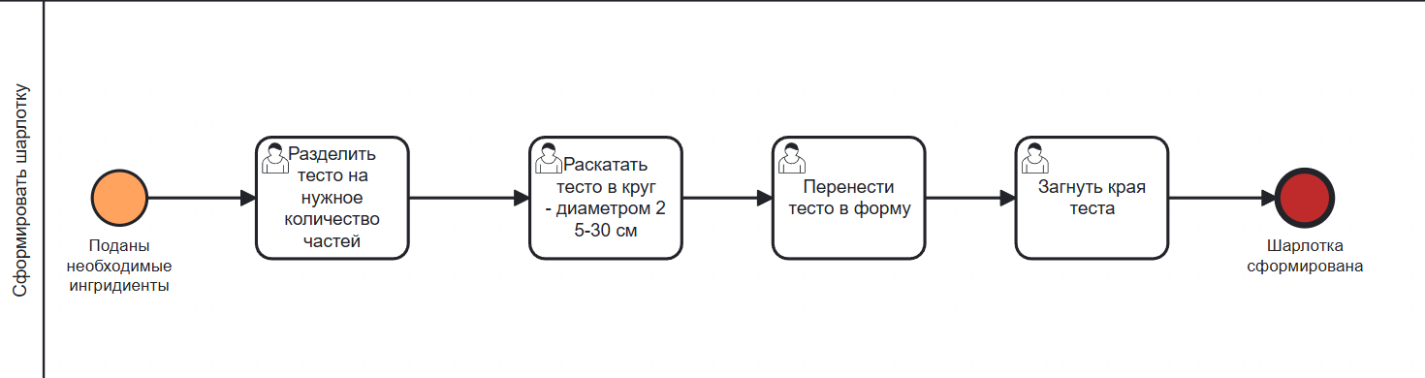 Сформировать шарлотку
Поданы
необходимые
ингридиенты
Разделить
тесто на
нужное
количество
частей
Раскатать
тесто в круг
- диаметром 2
5-30 см
Перенести
тесто в форму
Загнуть края
теста
Шарлотка
сформирована